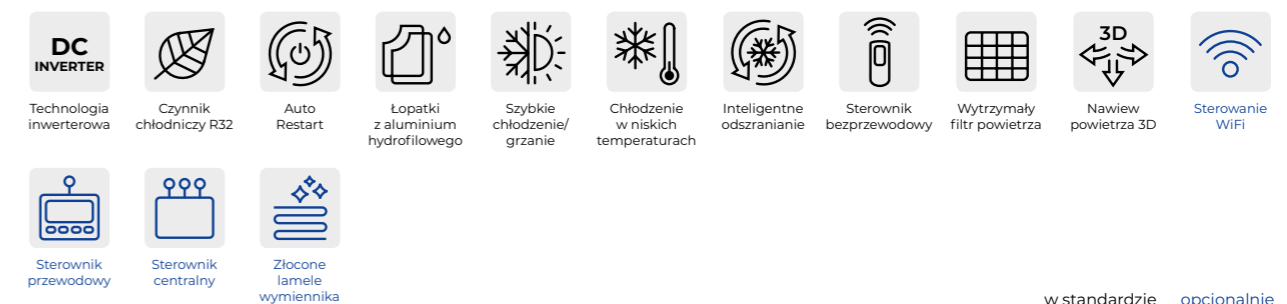 DC
INVERTER
Technologia
inwerterowa
Czynnik
chłodniczy R32
Auto
Restart
Łopatki
z aluminium
hydrofilowego
Szybkie
chłodzenie/
grzanie
Chłodzenie
w niskich
temperaturach
Inteligentne
odszranianie
Sterownik
bezprzewodowy
Wytrzymały
filtr powietrza
3D
Nawiew
powietrza 3D
Sterowanie
WiFi
Sterownik
przewodowy
Sterownik
centralny
Złocone
lamele
wymiennika
w standardzie opcjonalnie